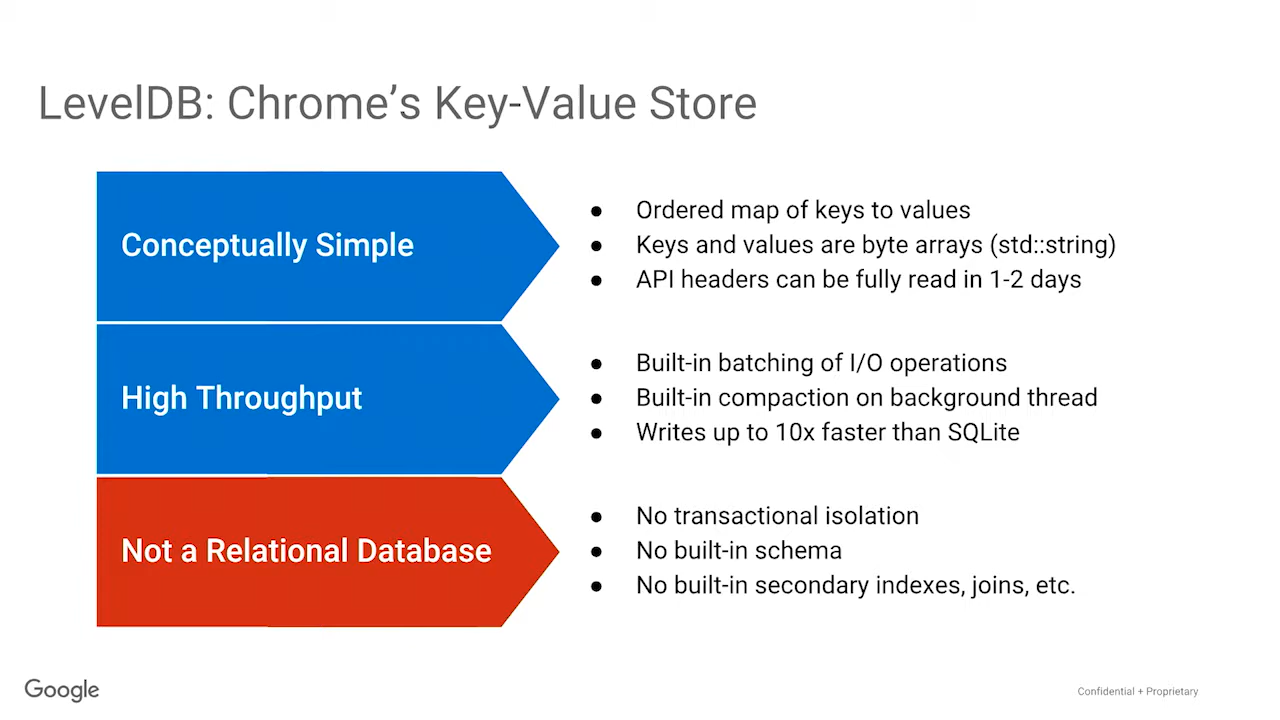 LevelDB: Chrome’s Key-Value Store
Conceptually Simple
● Ordered map of keys to values
● Keys and values are byte arrays (std::string)
● API headers can be fully read in 1-2 days
High Throughput
● Built-in batching of I/O operations
● Built-in compaction on background thread
● Writes up to 10x faster than SQLite
Not a Relational Database
● No transactional isolation
● No built-in schema
● No built-in secondary indexes, joins, etc.
Google
Confidential + Proprietary